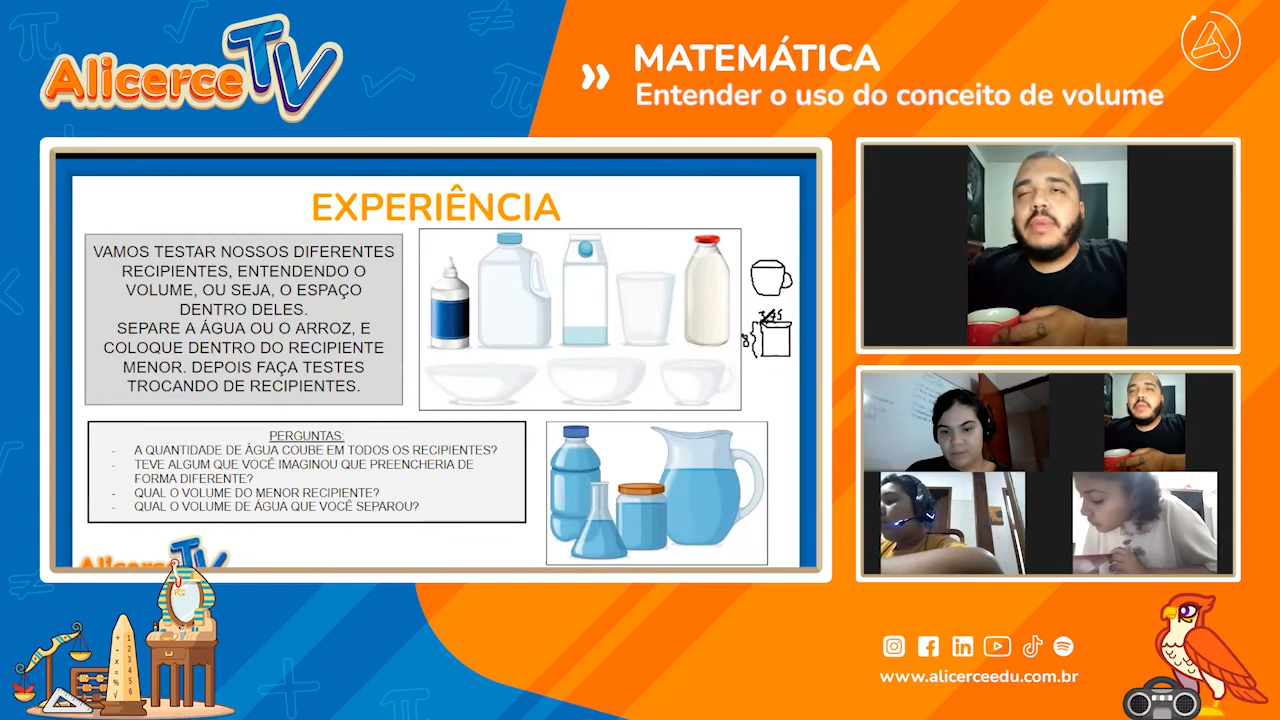 AlicerceTV
MATEMÁTICA
Entender o uso do conceito de volume
EXPERIÊNCIA
VAMOS TESTAR NOSSOS DIFERENTES
RECIPIENTES, ENTENDENDO O
VOLUME, OU SEJA, O ESPAÇO
DENTRO DELES.
SEPARE A ÁGUA OU O ARROZ, E
COLOQUE DENTRO DO RECIPIENTE
MENOR. DEPOIS FAÇA TESTES
TROCANDO DE RECIPIENTES.
PERGUNTAS:
- A QUANTIDADE DE ÁGUA COUBE EM TODOS OS RECIPIENTES?
- TEVE ALGUM QUE VOCÊ IMAGINOU QUE PREENCHERIA DE
FORMA DIFERENTE?
- QUAL O VOLUME DO MENOR RECIPIENTE?
- QUAL O VOLUME DE ÁGUA QUE VOCÊ SEPAROU?
AlicerceTV
www.alicerceedu.com.br